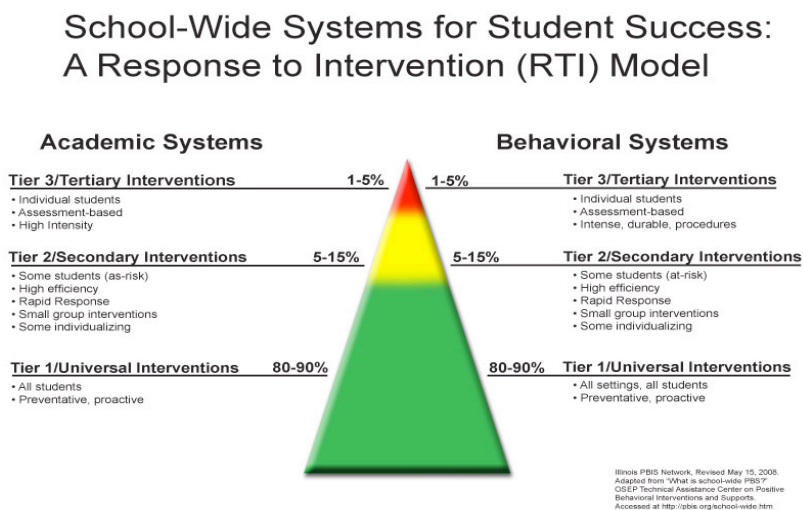 School-Wide Systems for Student Success:
A Response to Intervention (RTI) Model
Academic Systems
Tier 3/Tertiary Interventions 1-5%
• Individual students
• Assessment-based
• High Intensity
Tier 2/Secondary Interventions 5-15%
• Some students (as-risk)
• High efficiency
• Rapid Response
• Small group interventions
• Some individualizing
Tier 1/Universal Interventions 80-90%
• All students
• Preventative, proactive
Behavioral Systems
1-5% Tier 3/Tertiary Interventions
• Individual students
• Assessment-based
• Intense, durable, procedures
5-15% Tier 2/Secondary Interventions
• Some students (at-risk)
• High efficiency
• Rapid Response
• Small group interventions
• Some individualizing
80-90% Tier 1/Universal Interventions
• All settings, all students
• Preventative, proactive
Illinois PBIS Network, Revised May 15, 2008.
Adapted from "What is school-wide PBS?"
OSEP Technical Assistance Center on Positive
Behavioral Interventions and Supports.
Accessed at http://pbis.org/school-wide.htm